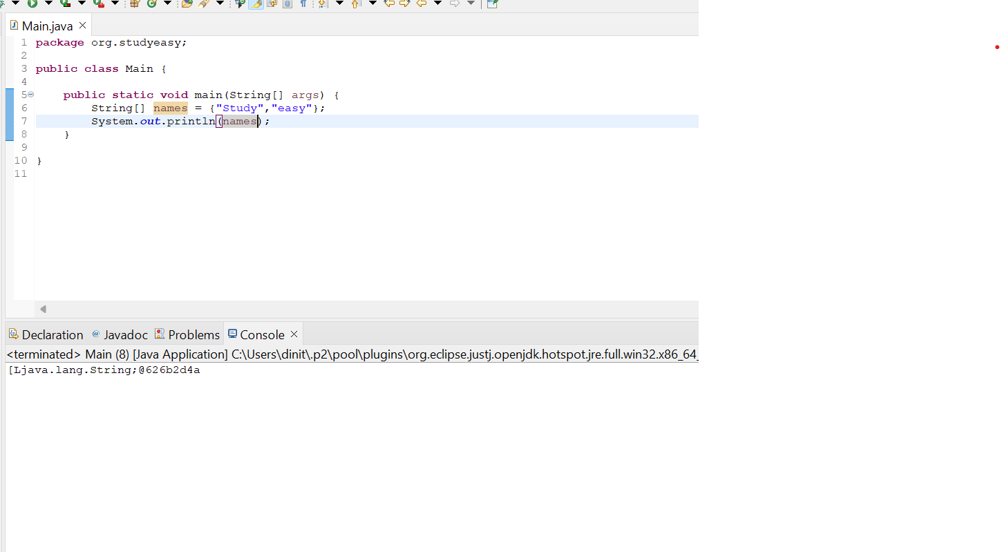 Main.java
1 package org.studyeasy;
2
3 public class Main {
4
5     public static void main(String[] args) {
6         String[] names = {"Study","easy"};
7         System.out.println(names);
8     }
9
10 }
11
Declaration @ Javadoc Problems Console
<terminated> Main (8) [Java Application] C:\Users\dinit\.p2\pool\plugins\org.eclipse.justj.openjdk.hotspot.jre.full.win32.x86_64_
[Ljava.lang.String;@626b2d4a